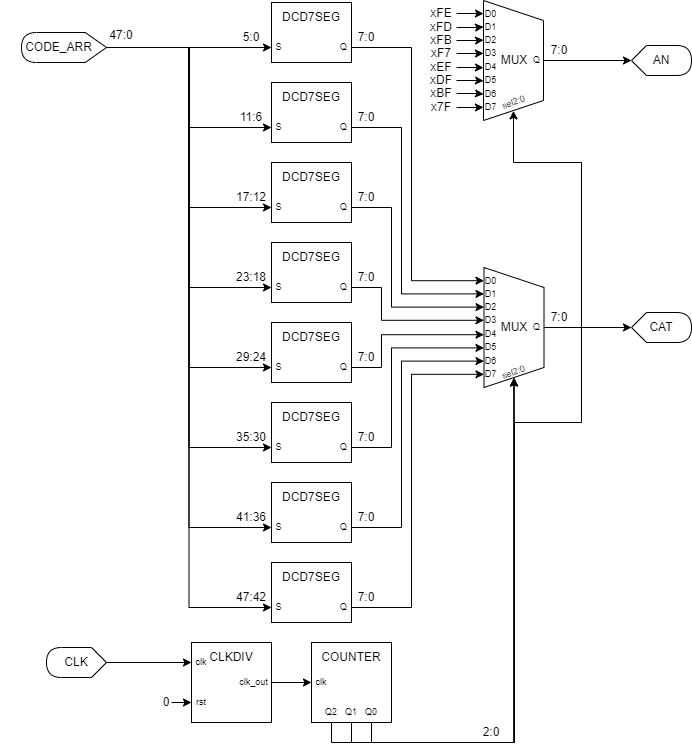 DCD7SEG
S Q
CODE_ARR
47:0
5:0
7:0
DCD7SEG
S Q
11:6
7:0
DCD7SEG
S Q
17:12
7:0
DCD7SEG
S Q
23:18
7:0
DCD7SEG
S Q
29:24
7:0
DCD7SEG
S Q
35:30
7:0
DCD7SEG
S Q
41:36
7:0
DCD7SEG
S Q
47:42
7:0
xFE D0
xFD D1
xFB D2
xF7 D3
xEF D4
xDF D5
xBF D6
x7F D7
MUX Q
sel2:0
7:0
AN
D0
D1
D2
D3
D4
D5
D6
D7
MUX Q
sel2:0
7:0
CAT
CLK
clk CLKDIV
clk_out
0 rst
COUNTER
clk
Q2 Q1 Q0
2:0